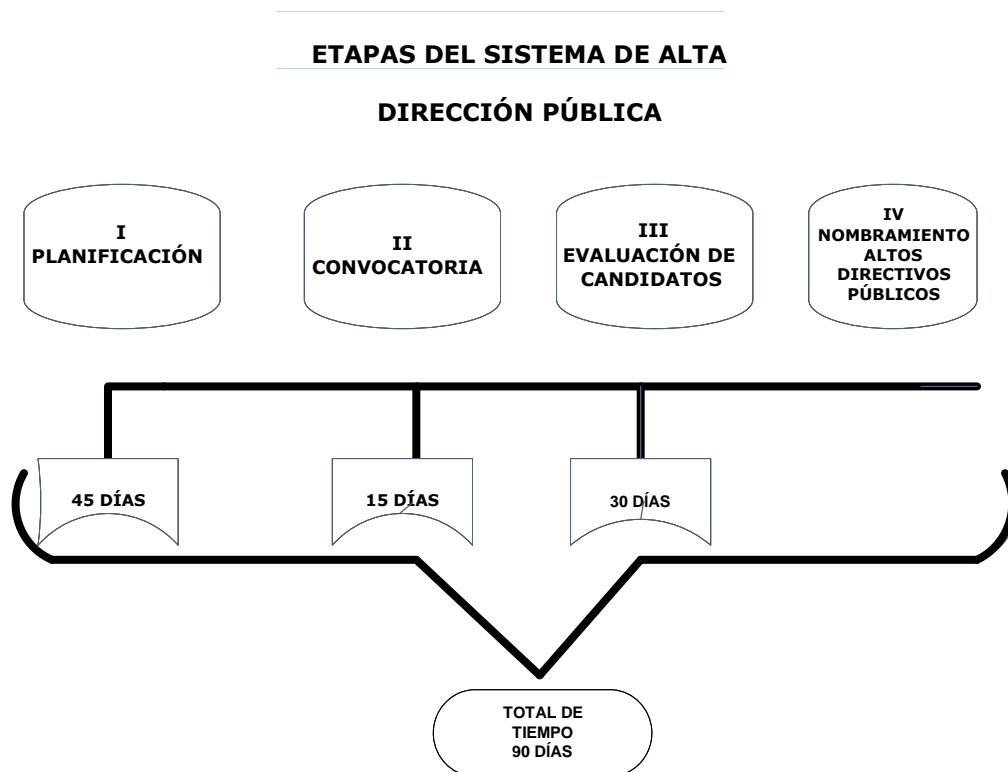 ETAPAS DEL SISTEMA DE ALTA
DIRECCIÓN PÚBLICA
I
PLANIFICACIÓN
II
CONVOCATORIA
III
EVALUACIÓN DE
CANDIDATOS
IV
NOMBRAMIENTO
ALTOS
DIRECTIVOS
PÚBLICOS
45 DÍAS
15 DÍAS
30 DÍAS
TOTAL DE
TIEMPO
90 DÍAS